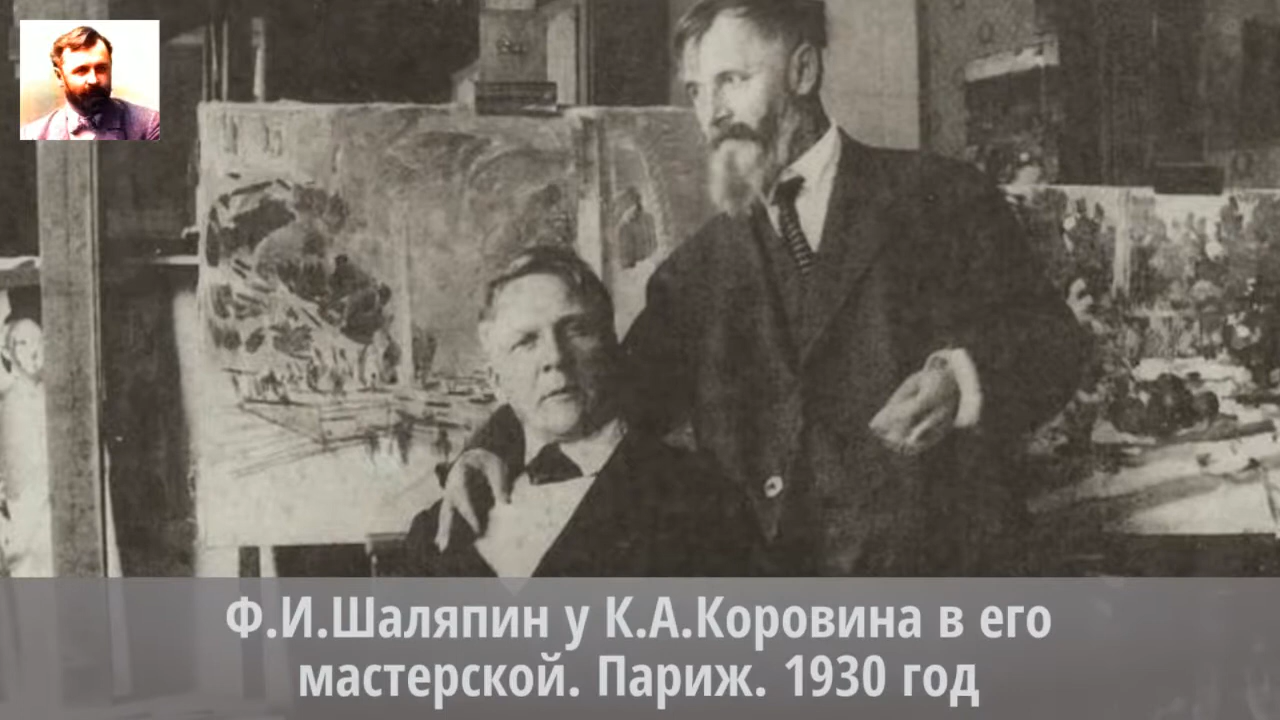 Ф.И.Шаляпин у К.А.Коровина в его
мастерской. Париж. 1930 год